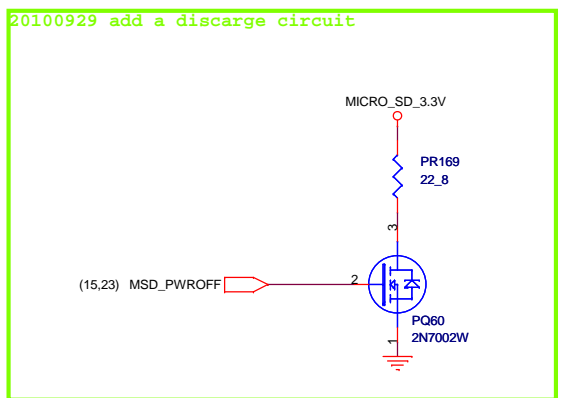 20100929 add a discarge circuit
MICRO_SD_3.3V
PR169
22_8
3
(15,23) MSD_PWROFF
2
PQ60
2N7002W
1